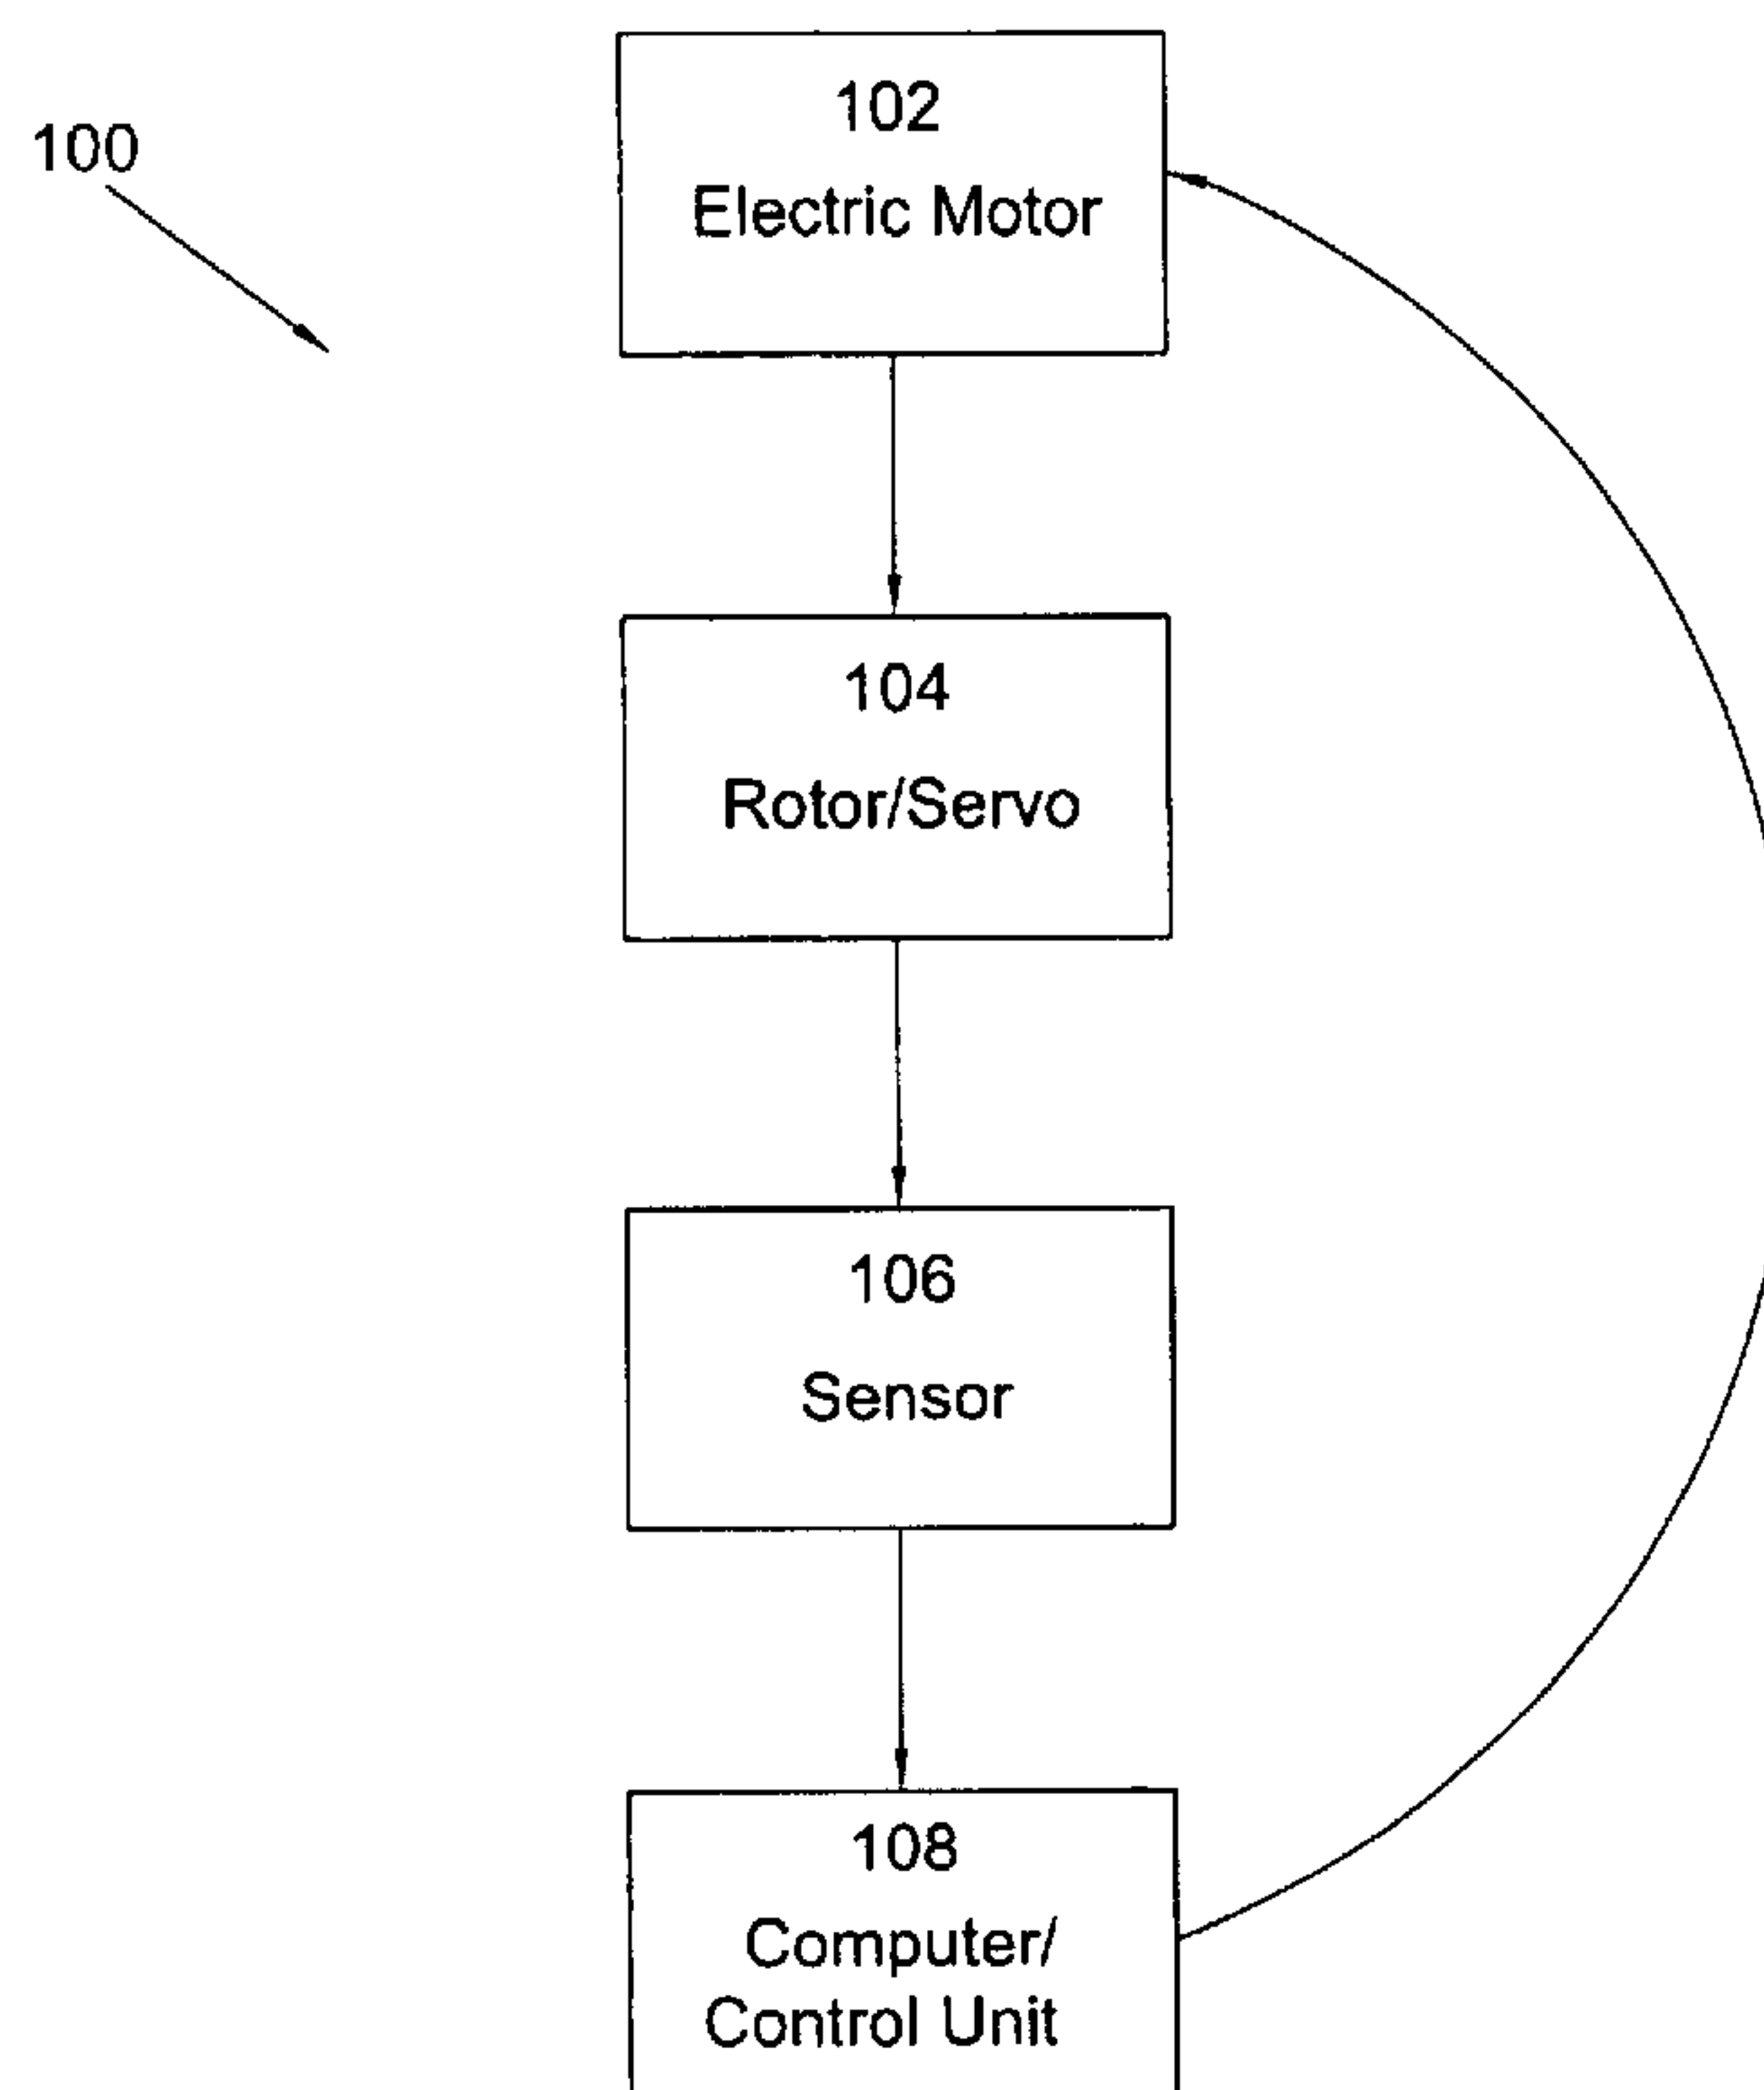 100
102
Electric Motor
104
Rotor/Servo
106
Sensor
108
Computer/
Control Unit